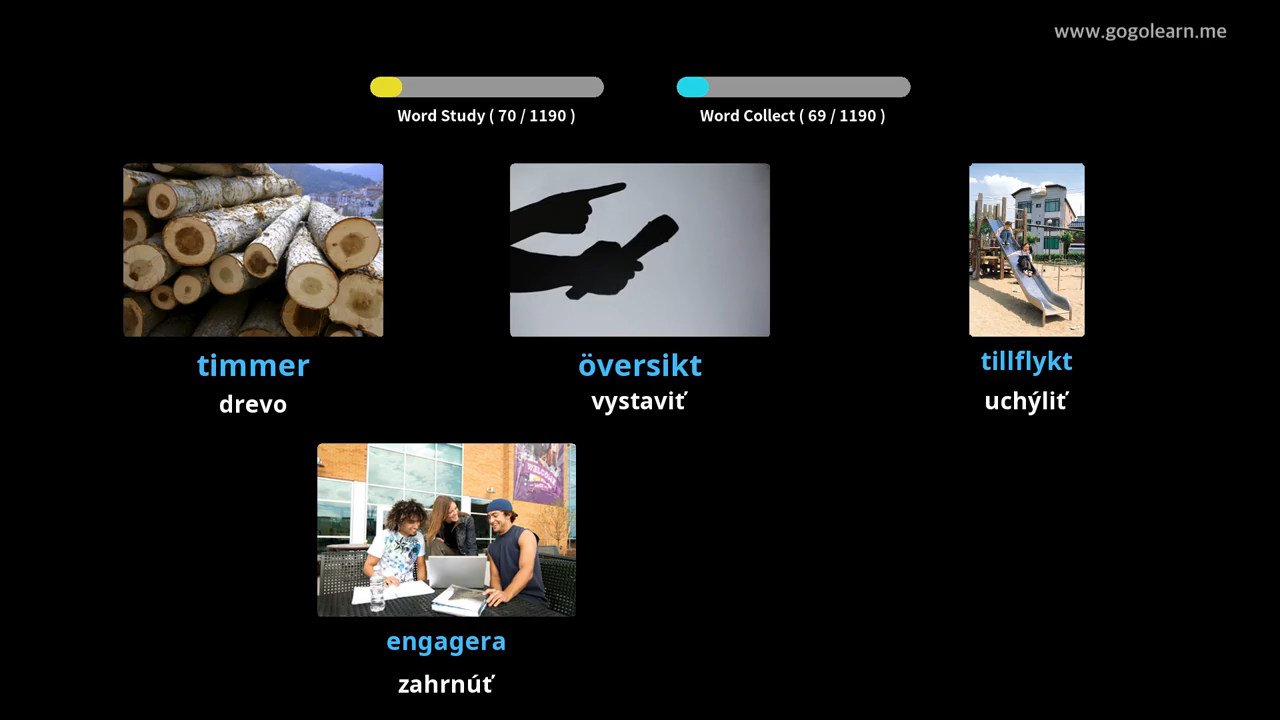 www.gogolearn.me
Word Study ( 70 / 1190 )
Word Collect ( 69 / 1190 )
timmer
drevo
översikt
vystaviť
tillflykt
uchýliť
WELCOME
engagera
zahrnúť